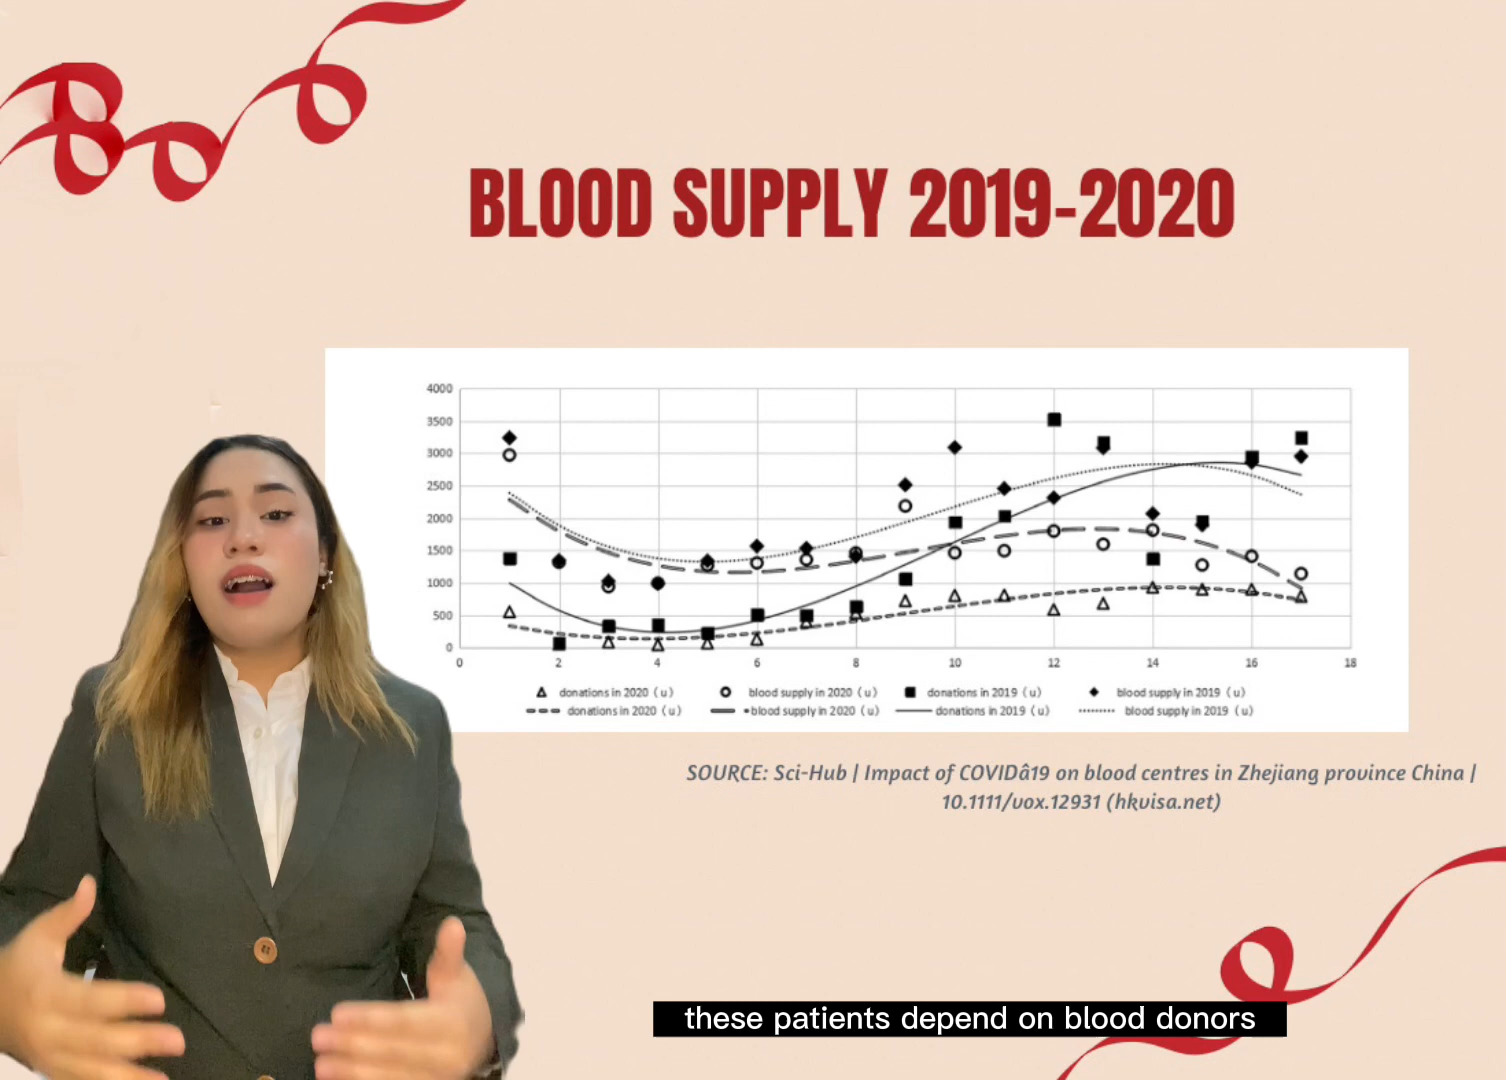 BLOOD SUPPLY 2019-2020
4000
3500
3000
2500
2000
1500
1000
500
0
0 2 4 6 8 10 12 14 16 18
donations in 2020 (u) blood supply in 2020 (u) donations in 2019 (u) blood supply in 2019 (u)
donations in 2020 (u) blood supply in 2020 (u) donations in 2019 (u) blood supply in 2019 (u)
SOURCE: Sci-Hub | Impact of COVIDâ19 on blood centres in Zhejiang province China |
10.1111/vox.12931 (hkvisa.net)
these patients depend on blood donors